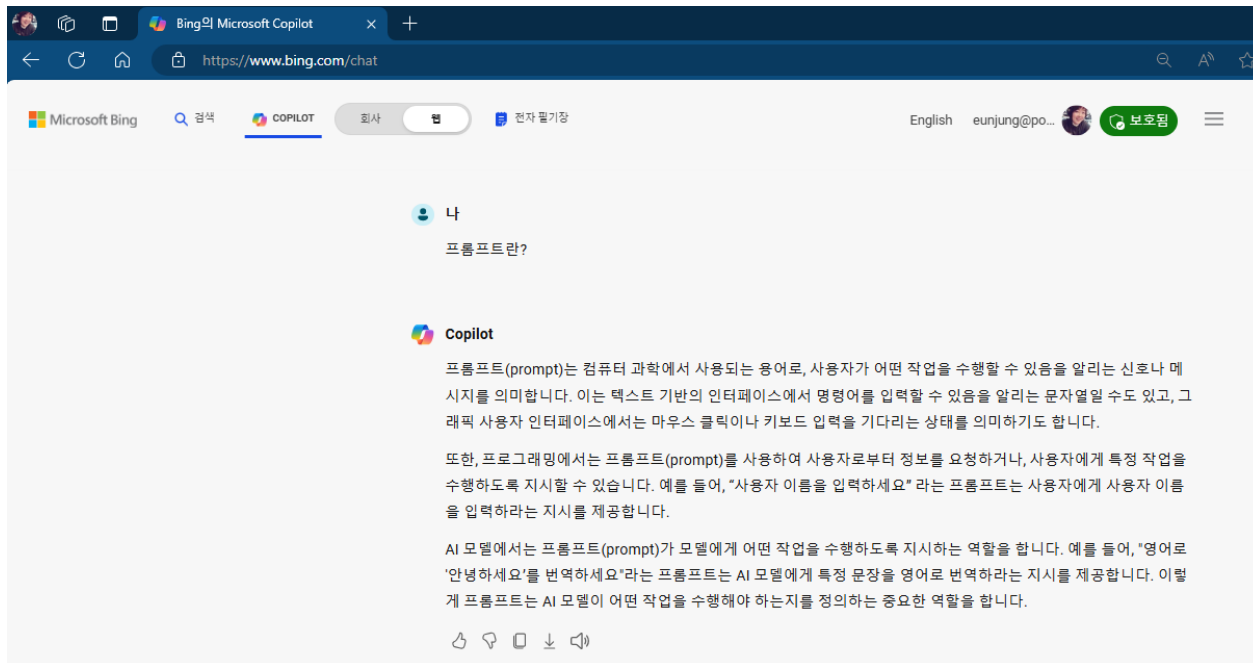 Bing의 Microsoft Copilot
https://www.bing.com/chat
Microsoft Bing 검색 COPILOT 회사 웹 전자 필기장 English eunjung@po... 보호됨
나
프롬프트란?
Copilot
프롬프트(prompt)는 컴퓨터 과학에서 사용되는 용어로, 사용자가 어떤 작업을 수행할 수 있음을 알리는 신호나 메
시지를 의미합니다. 이는 텍스트 기반의 인터페이스에서 명령어를 입력할 수 있음을 알리는 문자열일 수도 있고, 그
래픽 사용자 인터페이스에서는 마우스 클릭이나 키보드 입력을 기다리는 상태를 의미하기도 합니다.
또한, 프로그래밍에서는 프롬프트(prompt)를 사용하여 사용자로부터 정보를 요청하거나, 사용자에게 특정 작업을
수행하도록 지시할 수 있습니다. 예를 들어, "사용자 이름을 입력하세요" 라는 프롬프트는 사용자에게 사용자 이름
을 입력하라는 지시를 제공합니다.
AI 모델에서는 프롬프트(prompt)가 모델에게 어떤 작업을 수행하도록 지시하는 역할을 합니다. 예를 들어, "영어로
'안녕하세요'를 번역하세요"라는 프롬프트는 AI 모델에게 특정 문장을 영어로 번역하라는 지시를 제공합니다. 이렇
게 프롬프트는 AI 모델이 어떤 작업을 수행해야 하는지를 정의하는 중요한 역할을 합니다.